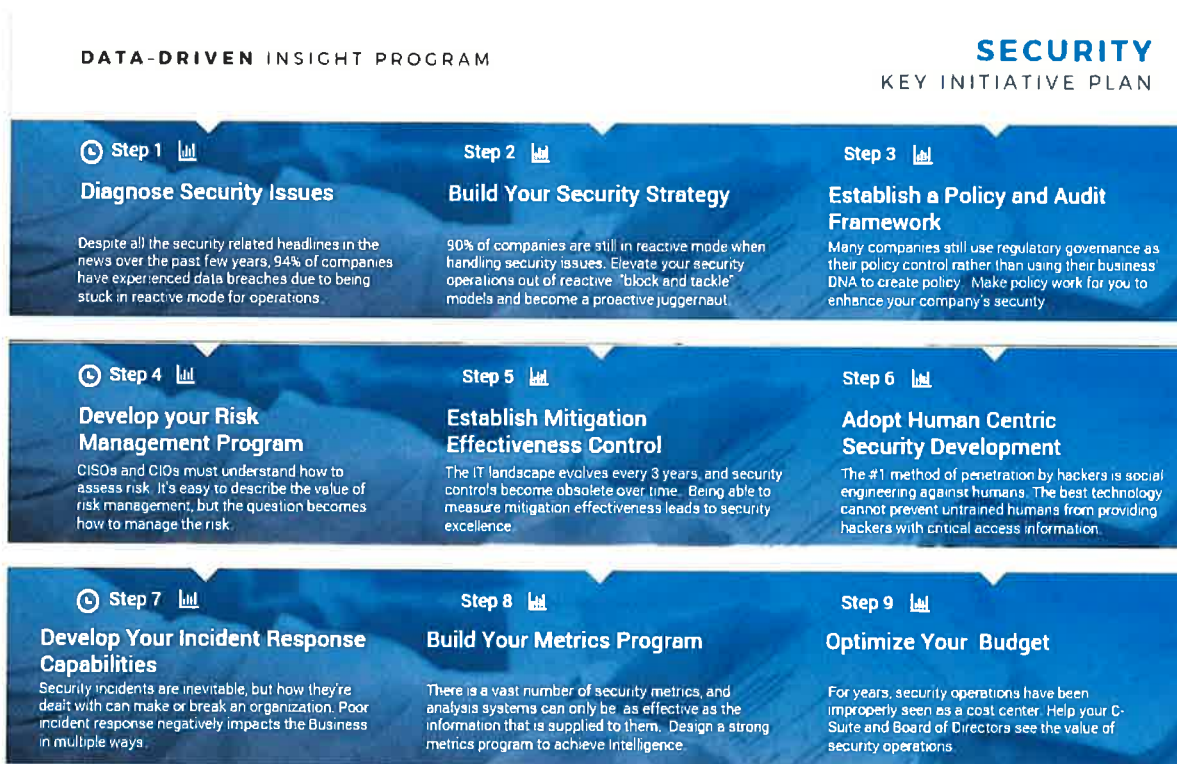 DATA-DRIVEN INSIGHT PROGRAM
SECURITY
KEY INITIATIVE PLAN
Step 1
Diagnose Security Issues
Despite all the security related headlines in the
news over the past few years, 94% of companies
have experienced data breaches due to being
stuck in reactive mode for operations.
Step 2
Build Your Security Strategy
90% of companies are still in reactive mode when
handling security issues. Elevate your security
operations out of reactive "block and tackle"
models and become a proactive juggernaut.
Step 3
Establish a Policy and Audit
Framework
Many companies still use regulatory governance as
their policy control rather than using their business'
DNA to create policy. Make policy work for you to
enhance your company's security.
Step 4
Develop your Risk
Management Program
CISOs and CIOs must understand how to
assess risk. It's easy to describe the value of
risk management, but the question becomes
how to manage the risk.
Step 5
Establish Mitigation
Effectiveness Control
The IT landscape evolves every 3 years, and security
controls become obsolete over time. Being able to
measure mitigation effectiveness leads to security
excellence.
Step 6
Adopt Human Centric
Security Development
The #1 method of penetration by hackers is social
engineering against humans. The best technology
cannot prevent untrained humans from providing
hackers with critical access information.
Step 7
Develop Your Incident Response
Capabilities
Security incidents are inevitable, but how they're
dealt with can make or break an organization. Poor
incident response negatively impacts the Business
in multiple ways.
Step 8
Build Your Metrics Program
There is a vast number of security metrics, and
analysis systems can only be as effective as the
information that is supplied to them. Design a strong
metrics program to achieve Intelligence.
Step 9
Optimize Your Budget
For years, security operations have been
improperly seen as a cost center. Help your C-
Suite and Board of Directors see the value of
security operations.